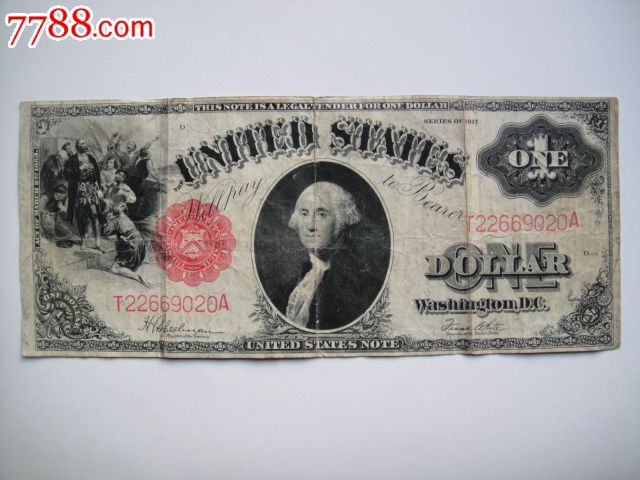 7788.com
THIS NOTE IS A LEGAL TENDER FOR ONE DOLLAR
D
SERIES OF 1917
UNITED STATES
ONE
Will pay
to Bearer
T22669020A
ONE
DOLLAR
T22669020A
Washington, D.C.
UNITED STATES NOTE